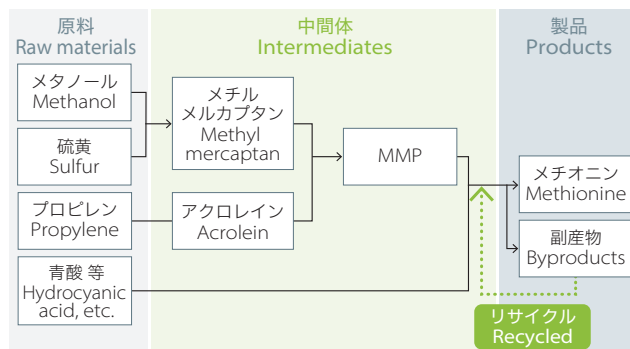 原料
Raw materials
中間体
Intermediates
製品
Products
メタノール
Methanol
硫黄
Sulfur
プロピレン
Propylene
青酸 等
Hydrocyanic
acid, etc.
メチル
メルカプタン
Methyl
mercaptan
アクロレイン
Acrolein
MMP
メチオニン
Methionine
副産物
Byproducts
リサイクル
Recycled